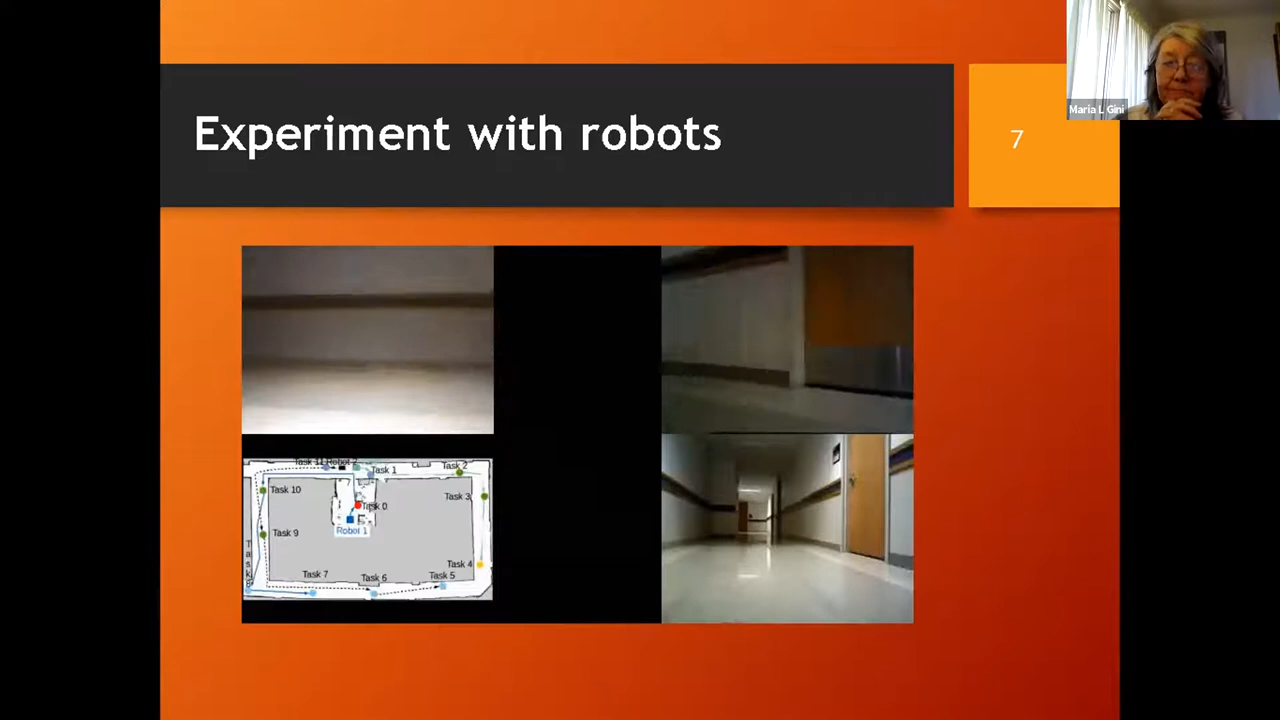 Maria L Gini
Experiment with robots
7
Task 11 Robot 2
Task 1
Task 2
Task 10
Task 3
Task 0
Robot 1
Task 9
Task 4
Task 7
Task 6
Task 5